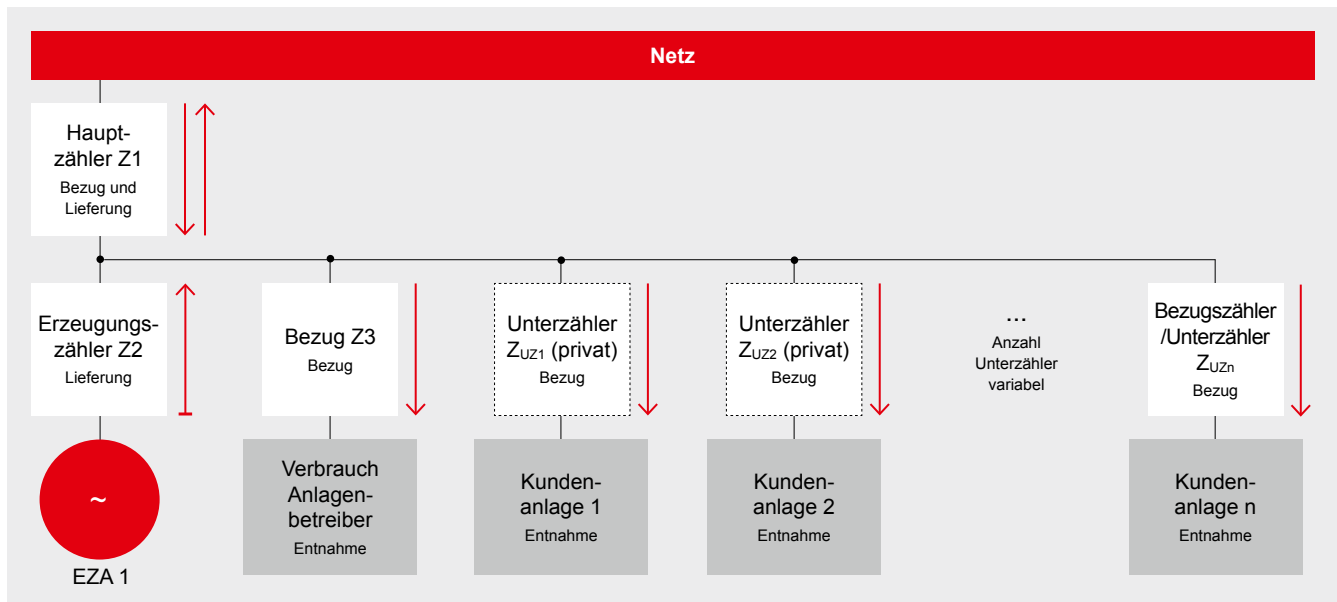 Netz
Haupt-
zähler Z1
Bezug und
Lieferung
Erzeugungs-
zähler Z2
Lieferung
Bezug Z3
Bezug
Unterzähler
ZUZ1 (privat)
Bezug
Unterzähler
ZUZ2 (privat)
Bezug
...
Anzahl
Unterzähler
variabel
Bezugszähler
/Unterzähler
ZUZn
Bezug
~
EZA 1
Verbrauch
Anlagen-
betreiber
Entnahme
Kunden-
anlage 1
Entnahme
Kunden-
anlage 2
Entnahme
Kunden-
anlage n
Entnahme